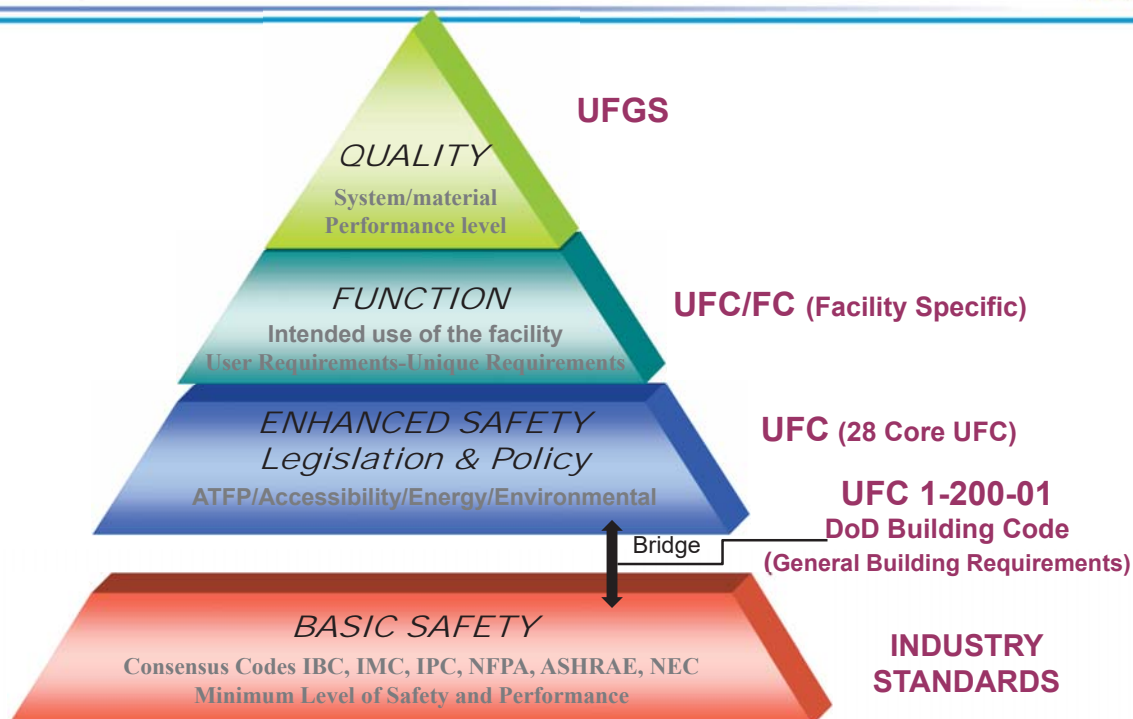 UFGS
QUALITY
System/material
Performance level
FUNCTION
Intended use of the facility
User Requirements-Unique Requirements
UFC/FC (Facility Specific)
ENHANCED SAFETY
Legislation & Policy
ATFP/Accessibility/Energy/Environmental
UFC (28 Core UFC)
UFC 1-200-01
DoD Building Code
(General Building Requirements)
Bridge
BASIC SAFETY
Consensus Codes IBC, IMC, IPC, NFPA, ASHRAE, NEC
Minimum Level of Safety and Performance
INDUSTRY
STANDARDS